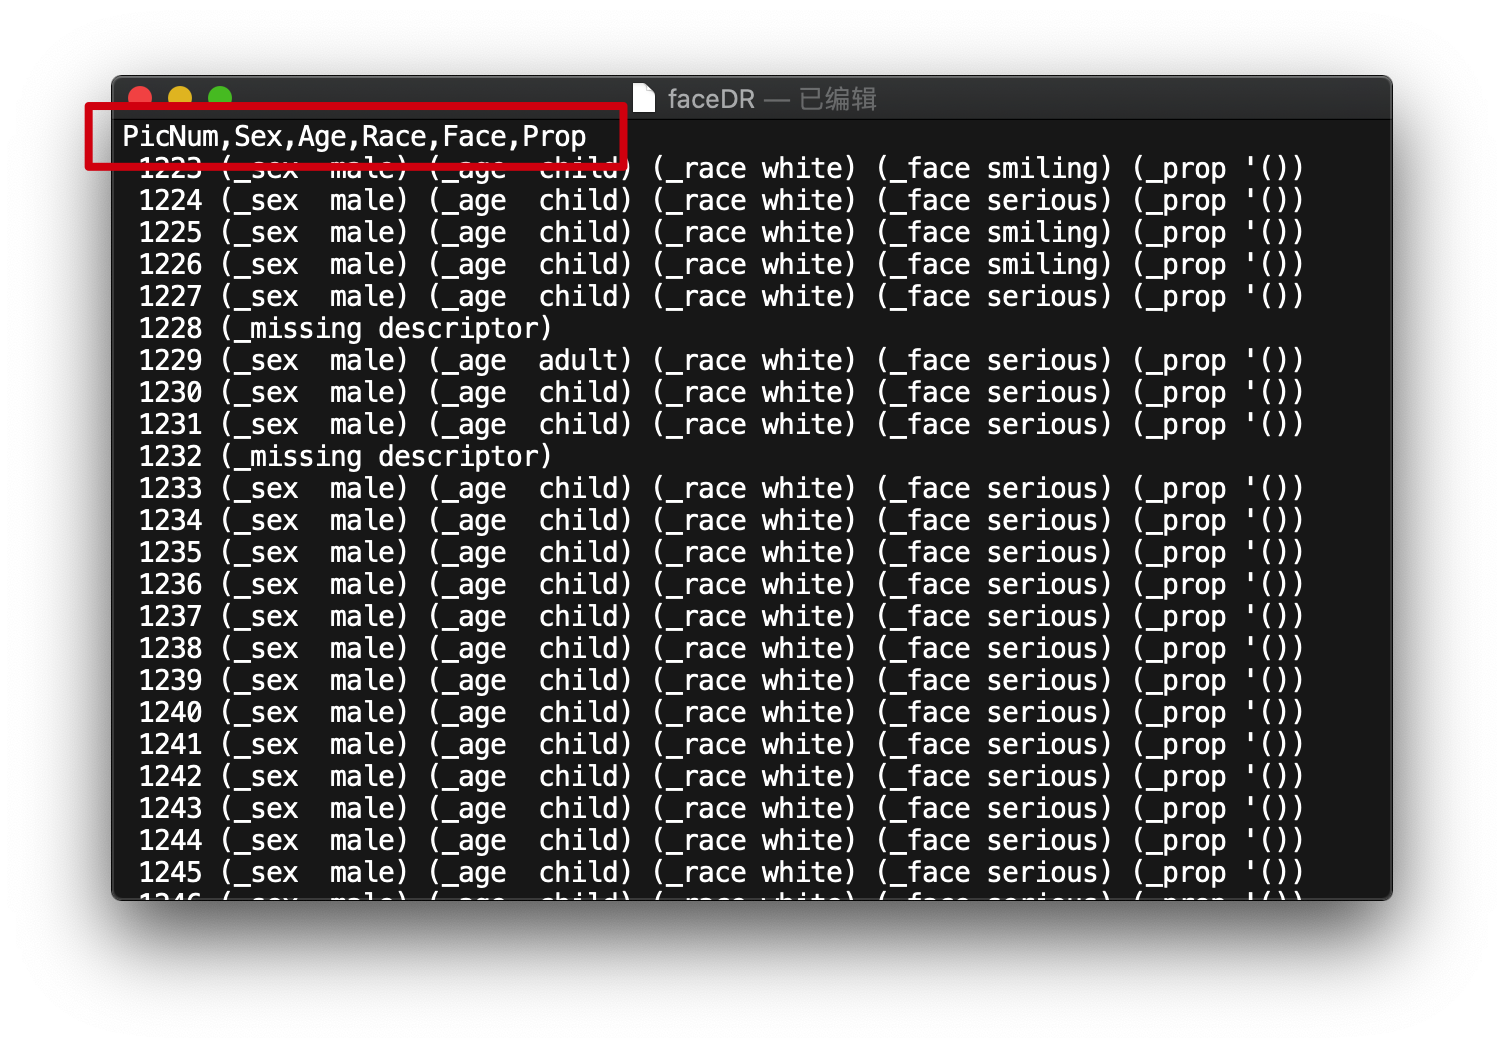 faceDR — 已编辑
PicNum,Sex,Age,Race,Face,Prop
1223 (_sex  male) (_age  child) (_race white) (_face smiling) (_prop '())
1224 (_sex  male) (_age  child) (_race white) (_face serious) (_prop '())
1225 (_sex  male) (_age  child) (_race white) (_face smiling) (_prop '())
1226 (_sex  male) (_age  child) (_race white) (_face smiling) (_prop '())
1227 (_sex  male) (_age  child) (_race white) (_face serious) (_prop '())
1228 (_missing descriptor)
1229 (_sex  male) (_age  adult) (_race white) (_face serious) (_prop '())
1230 (_sex  male) (_age  child) (_race white) (_face serious) (_prop '())
1231 (_sex  male) (_age  child) (_race white) (_face serious) (_prop '())
1232 (_missing descriptor)
1233 (_sex  male) (_age  child) (_race white) (_face serious) (_prop '())
1234 (_sex  male) (_age  child) (_race white) (_face serious) (_prop '())
1235 (_sex  male) (_age  child) (_race white) (_face serious) (_prop '())
1236 (_sex  male) (_age  child) (_race white) (_face serious) (_prop '())
1237 (_sex  male) (_age  child) (_race white) (_face serious) (_prop '())
1238 (_sex  male) (_age  child) (_race white) (_face serious) (_prop '())
1239 (_sex  male) (_age  child) (_race white) (_face serious) (_prop '())
1240 (_sex  male) (_age  child) (_race white) (_face serious) (_prop '())
1241 (_sex  male) (_age  child) (_race white) (_face serious) (_prop '())
1242 (_sex  male) (_age  child) (_race white) (_face serious) (_prop '())
1243 (_sex  male) (_age  child) (_race white) (_face serious) (_prop '())
1244 (_sex  male) (_age  child) (_race white) (_face serious) (_prop '())
1245 (_sex  male) (_age  child) (_race white) (_face serious) (_prop '())